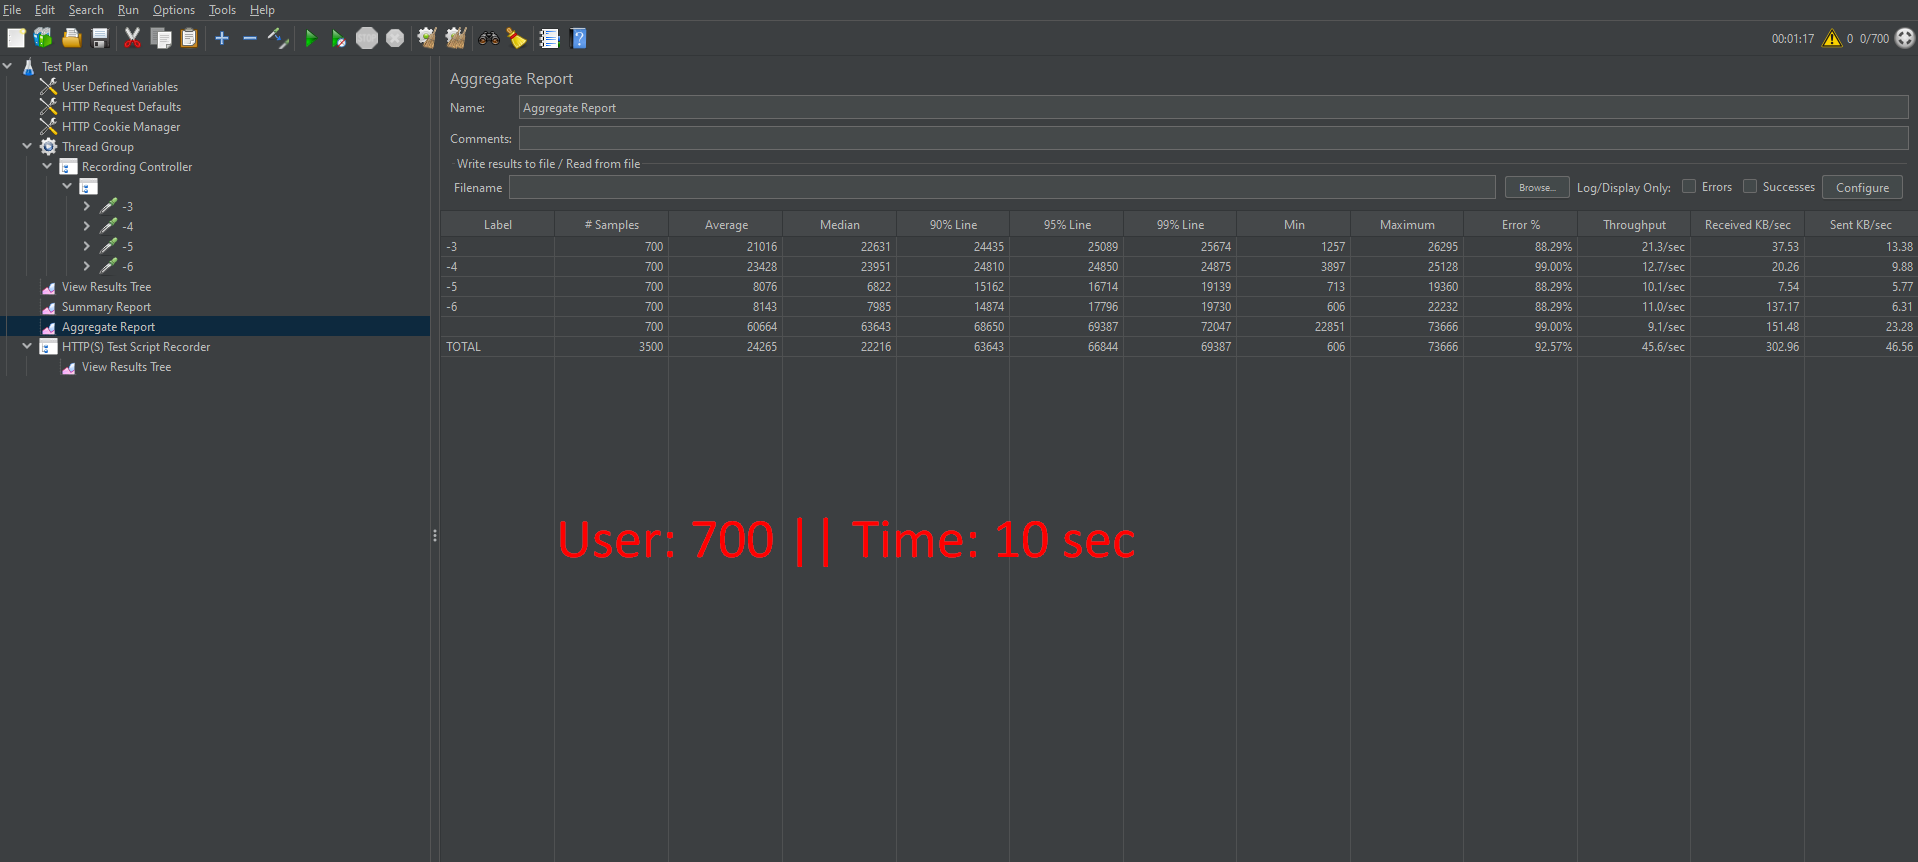 File Edit Search Run Options Tools Help
00:01:17 0 0/700
Test Plan
User Defined Variables
HTTP Request Defaults
HTTP Cookie Manager
Thread Group
Recording Controller
-3
-4
-5
-6
View Results Tree
Summary Report
Aggregate Report
HTTP(S) Test Script Recorder
View Results Tree
Aggregate Report
Name: Aggregate Report
Comments:
Write results to file / Read from file
Filename Browse... Log/Display Only: Errors Successes Configure
Label # Samples Average Median 90% Line 95% Line 99% Line Min Maximum Error % Throughput Received KB/sec Sent KB/sec
-3 700 21016 22631 24435 25089 25674 1257 26295 88.29% 21.3/sec 37.53 13.38
-4 700 23428 23951 24810 24850 24875 3897 25128 99.00% 12.7/sec 20.26 9.88
-5 700 8076 6822 15162 16714 19139 713 19360 88.29% 10.1/sec 7.54 5.77
-6 700 8143 7985 14874 17796 19730 606 22232 88.29% 11.0/sec 137.17 6.31
700 60664 63643 68650 69387 72047 22851 73666 99.00% 9.1/sec 151.48 23.28
TOTAL 3500 24265 22216 63643 66844 69387 606 73666 92.57% 45.6/sec 302.96 46.56
User: 700 || Time: 10 sec